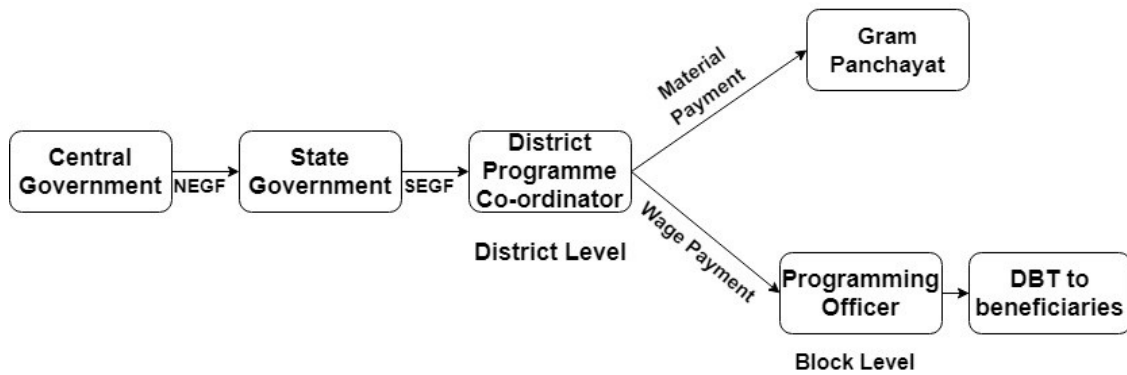 Central
Government
NEGF
State
Government
SEGF
District
Programme
Co-ordinator
District Level
Material
Payment
Gram
Panchayat
Wage Payment
Programming
Officer
Block Level
DBT to
beneficiaries